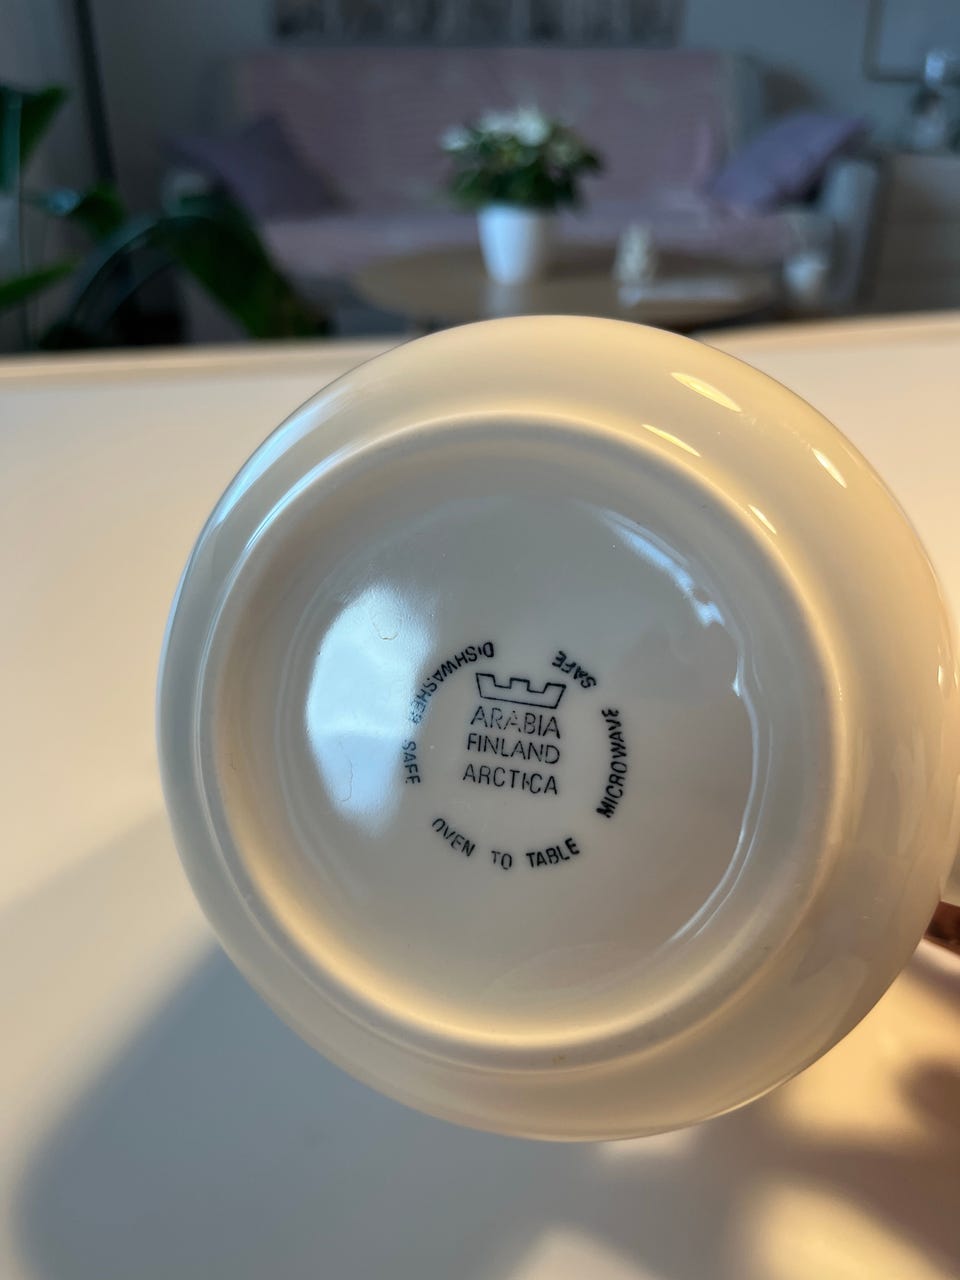 ARABIA
FINLAND
ARCTICA
DISHWASHER SAFE
OVEN TO TABLE
MICROWAVE SAFE